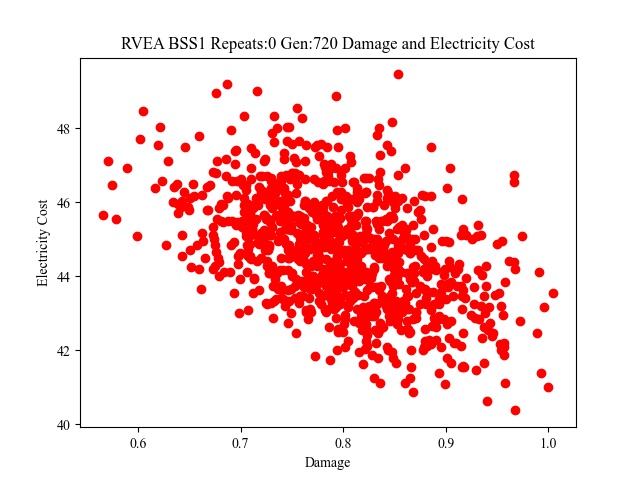 RVEA BSS1 Repeats:0 Gen:720 Damage and Electricity Cost
48
46
44
42
40
Electricity Cost
0.6 0.7 0.8 0.9 1.0
Damage